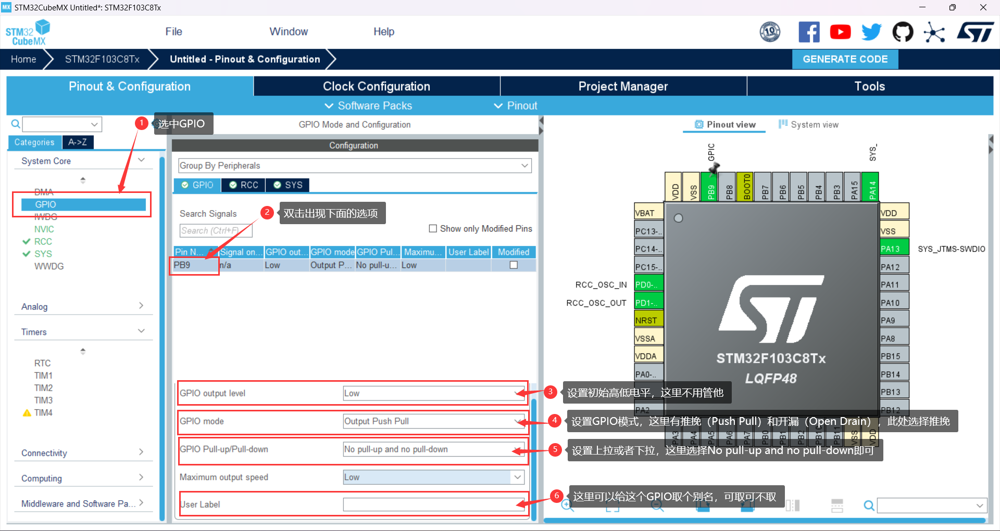 MX STM32CubeMX Untitled*: STM32F103C8Tx
STM32 CubeMX
File Window Help
10
ST
Home STM32F103C8Tx Untitled - Pinout & Configuration GENERATE CODE
Pinout & Configuration Clock Configuration Project Manager Tools
Software Packs Pinout
1 选中GPIO
GPIO Mode and Configuration
Pinout view System view
Categories A->Z
Configuration
System Core
Group By Peripherals
GPIO RCC SYS
DMA
GPIO
IWDG
NVIC
RCC
SYS
WWDG
Analog
Timers
RTC
TIM1
TIM2
TIM3
TIM4
Connectivity
Computing
Middleware and Software Pa...
2 双击出现下面的选项
Search Signals
Search (Ctrl+F)
Show only Modified Pins
Pin N... Signal on... GPIO out... GPIO mode GPIO Pul... Maximu... User Label Modified
PB9 n/a Low Output P... No pull-u... Low
GPIO output level Low
3 设置初始高低电平，这里不用管他
GPIO mode Output Push Pull
4 设置GPIO模式，这里有推挽（Push Pull）和开漏（Open Drain），此处选择推挽
GPIO Pull-up/Pull-down No pull-up and no pull-down
5 设置上拉或者下拉，这里选择No pull-up and no pull-down即可
Maximum output speed Low
User Label
6 这里可以给这个GPIO取个别名，可取可不取
GPIC SYS_
VDD VSS PB9 PB8 BOOT0 PB7 PB6 PB5 PB4 PB3 PA15 PA14
VBAT
PC13-..
PC14-..
PC15-..
RCC_OSC_IN PD0-..
RCC_OSC_OUT PD1-..
NRST
VSSA
VDDA
PA0-..
PA2
VDD
VSS
PA13 SYS_JTMS-SWDIO
PA12
PA11
PA10
PA9
PA8
PB15
PB14
PB13
PB12
ST
STM32F103C8Tx
LQFP48
PA3 PA4 PA5 PA6 PA7 PB0 PB1 PB2 PB10 PB11 VSS VDD